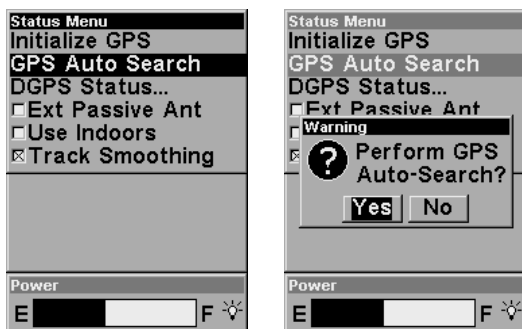 Status Menu
Initialize GPS
GPS Auto Search
DGPS Status...
Ext Passive Ant
Use Indoors
Track Smoothing
Power
E F
Status Menu
Initialize GPS
GPS Auto Search
DGPS Status...
Ext Passive Ant
Warning
?
Perform GPS
Auto-Search?
Yes No
Power
E F